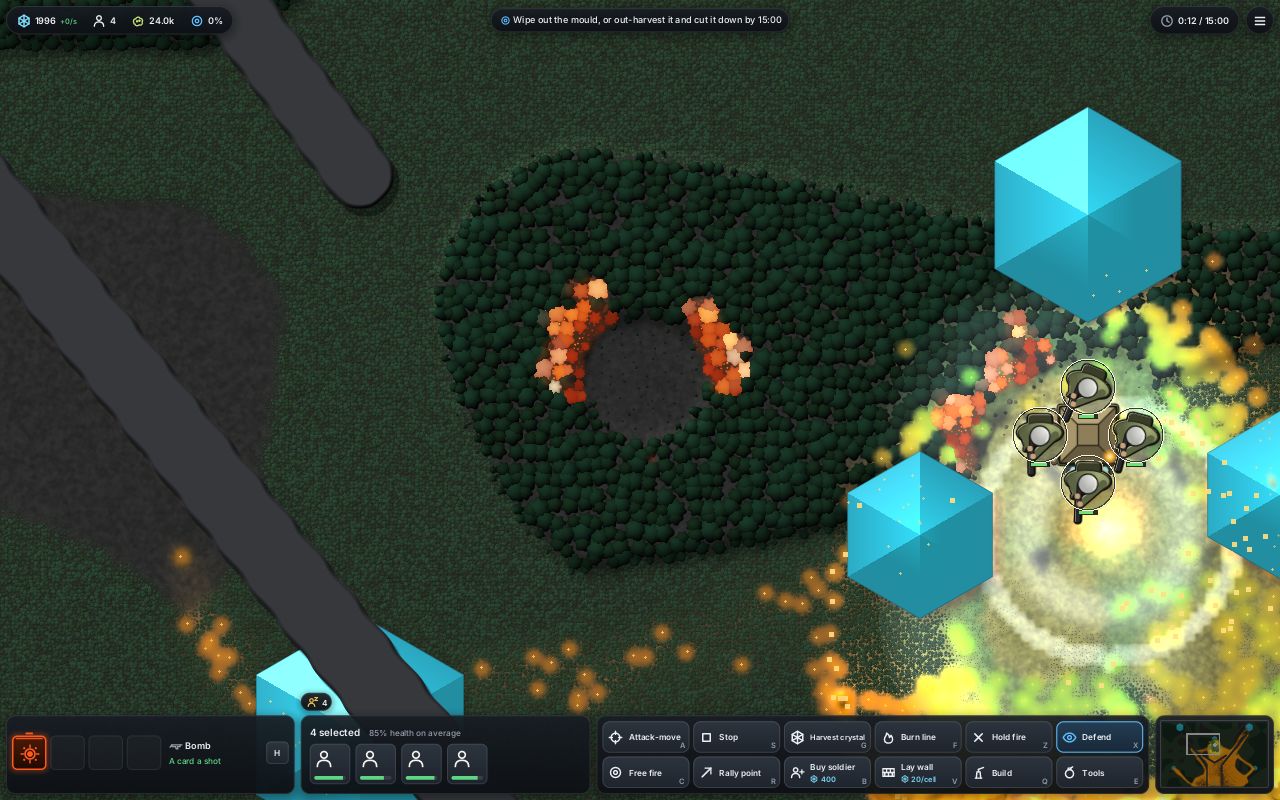 1996 +0/s 4 24.0k 0%
Wipe out the mould, or out-harvest it and cut it down by 15:00
0:12 / 15:00
4
Bomb
A card a shot
H
4 selected 85% health on average
Attack-move A
Stop S
Harvest crystal G
Burn line F
Hold fire Z
Defend X
Free fire C
Rally point R
Buy soldier 400 B
Lay wall 20/cell V
Build Q
Tools E